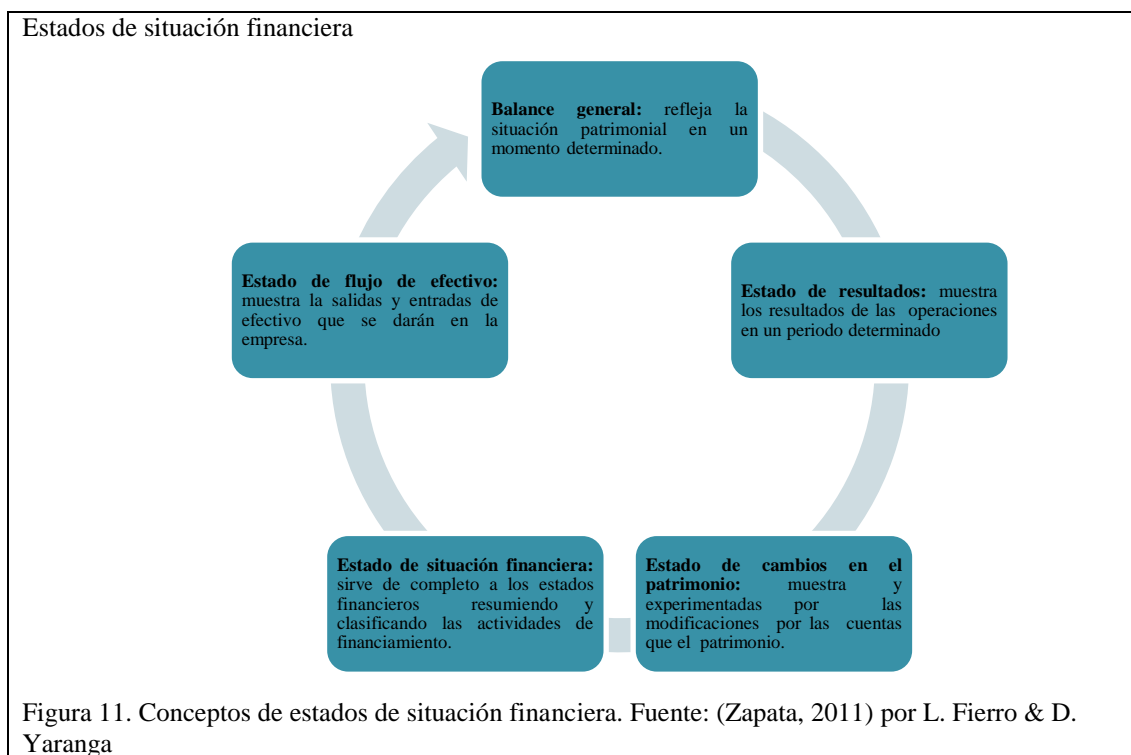 Estados de situación financiera
Balance general: refleja la
situación patrimonial en un
momento determinado.
Estado de resultados: muestra
los resultados de las operaciones
en un periodo determinado
Estado de cambios en el
patrimonio: muestra y
experimentadas por las
modificaciones por las cuentas
que el patrimonio.
Estado de situación financiera:
sirve de completo a los estados
financieros resumiendo y
clasificando las actividades de
financiamiento.
Estado de flujo de efectivo:
muestra la salidas y entradas de
efectivo que se darán en la
empresa.
Figura 11. Conceptos de estados de situación financiera. Fuente: (Zapata, 2011) por L. Fierro & D.
Yaranga